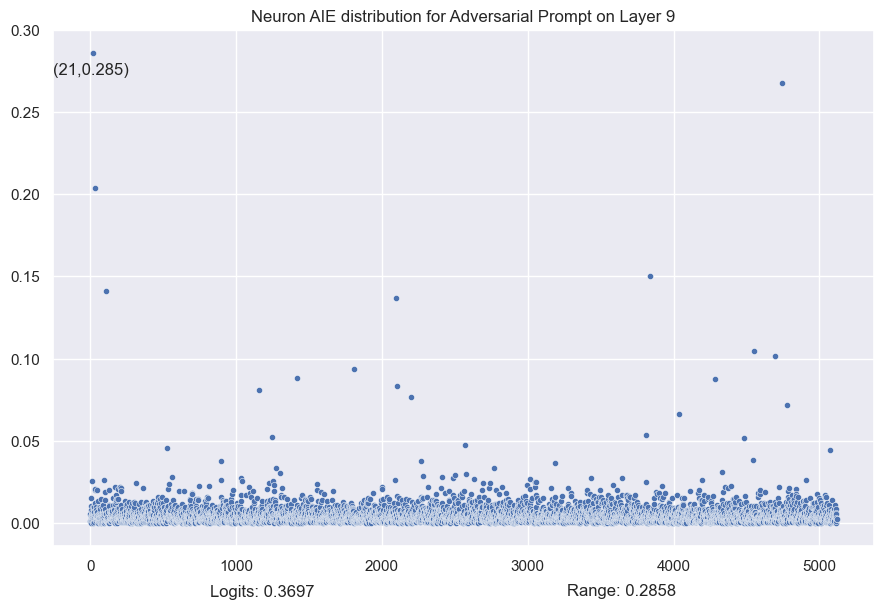 Neuron AIE distribution for Adversarial Prompt on Layer 9
0.30
(21,0.285)
0.25
0.20
0.15
0.10
0.05
0.00
0 1000 2000 3000 4000 5000
Logits: 0.3697 Range: 0.2858